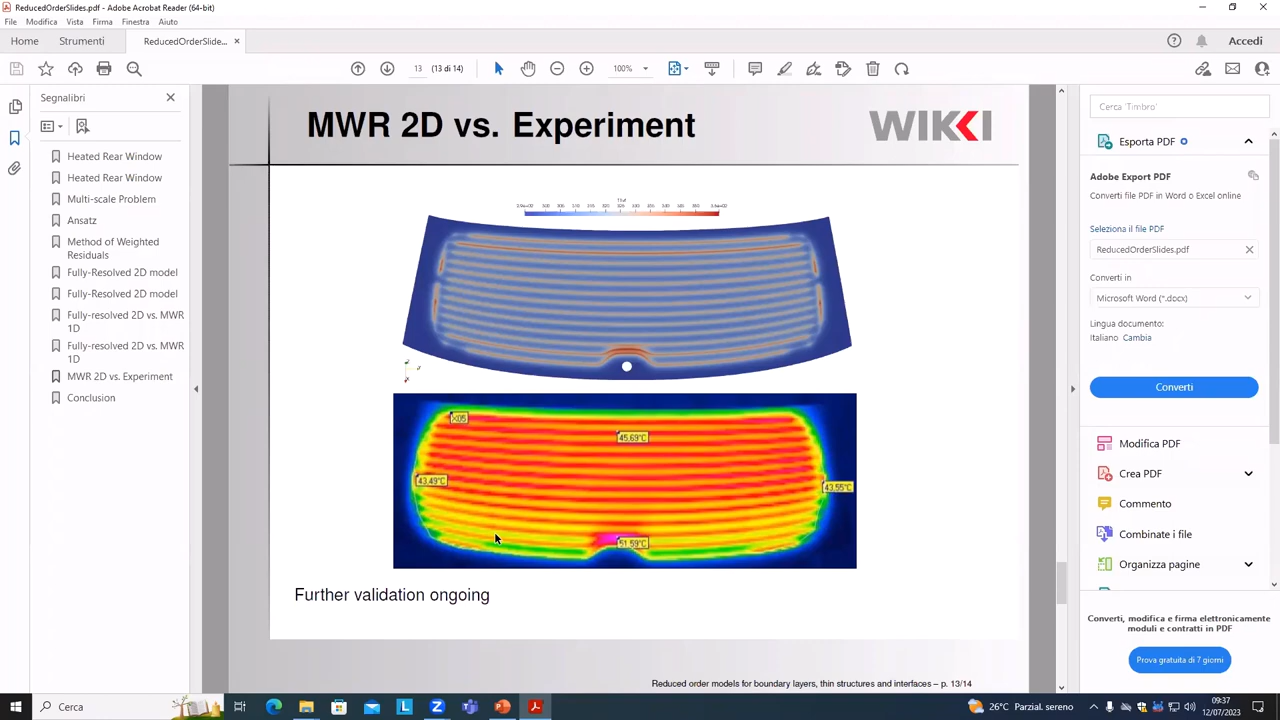 ReducedOrderSlides.pdf - Adobe Acrobat Reader (64-bit)
File Modifica Vista Firma Finestra Aiuto
Home Strumenti ReducedOrderSlide... × Accedi
13 (13 di 14) 100%
Segnalibri
Heated Rear Window
Heated Rear Window
Multi-scale Problem
Ansatz
Method of Weighted
Residuals
Fully-Resolved 2D model
Fully-Resolved 2D model
Fully-resolved 2D vs. MWR
1D
Fully-resolved 2D vs. MWR
1D
MWR 2D vs. Experiment
Conclusion
MWR 2D vs. Experiment
WIKKI
45,69°C
43,49°C
43,55°C
51,59°C
Further validation ongoing
Reduced order models for boundary layers, thin structures and interfaces – p. 13/14
Cerca 'Timbro'
Esporta PDF
Adobe Export PDF
Converti file PDF in Word o Excel online
Seleziona il file PDF
ReducedOrderSlides.pdf
Converti in
Microsoft Word (*.docx)
Lingua documento:
Italiano Cambia
Converti
Modifica PDF
Crea PDF
Commento
Combinate i file
Organizza pagine
Converti, modifica e firma elettronicamente
moduli e contratti in PDF
Prova gratuita di 7 giorni
Cerca
26°C Parzial. sereno
09:37
12/07/2023